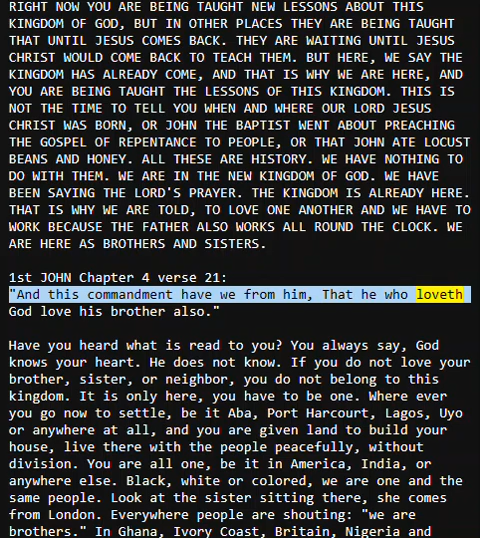 RIGHT NOW YOU ARE BEING TAUGHT NEW LESSONS ABOUT THIS
KINGDOM OF GOD, BUT IN OTHER PLACES THEY ARE BEING TAUGHT
THAT UNTIL JESUS COMES BACK. THEY ARE WAITING UNTIL JESUS
CHRIST WOULD COME BACK TO TEACH THEM. BUT HERE, WE SAY THE
KINGDOM HAS ALREADY COME, AND THAT IS WHY WE ARE HERE, AND
YOU ARE BEING TAUGHT THE LESSONS OF THIS KINGDOM. THIS IS
NOT THE TIME TO TELL YOU WHEN AND WHERE OUR LORD JESUS
CHRIST WAS BORN, OR JOHN THE BAPTIST WENT ABOUT PREACHING
THE GOSPEL OF REPENTANCE TO PEOPLE, OR THAT JOHN ATE LOCUST
BEANS AND HONEY. ALL THESE ARE HISTORY. WE HAVE NOTHING TO
DO WITH THEM. WE ARE IN THE NEW KINGDOM OF GOD. WE HAVE
BEEN SAYING THE LORD'S PRAYER. THE KINGDOM IS ALREADY HERE.
THAT IS WHY WE ARE TOLD, TO LOVE ONE ANOTHER AND WE HAVE TO
WORK BECAUSE THE FATHER ALSO WORKS ALL ROUND THE CLOCK. WE
ARE HERE AS BROTHERS AND SISTERS.
1st JOHN Chapter 4 verse 21:
"And this commandment have we from him, That he who loveth
God love his brother also."
Have you heard what is read to you? You always say, God
knows your heart. He does not know. If you do not love your
brother, sister, or neighbor, you do not belong to this
kingdom. It is only here, you have to be one. Where ever
you go now to settle, be it Aba, Port Harcourt, Lagos, Uyo
or anywhere at all, and you are given land to build your
house, live there with the people peacefully, without
division. You are all one, be it in America, India, or
anywhere else. Black, white or colored, we are one and the
same people. Look at the sister sitting there, she comes
from London. Everywhere people are shouting: "we are
brothers." In Ghana, Ivory Coast, Britain, Nigeria and